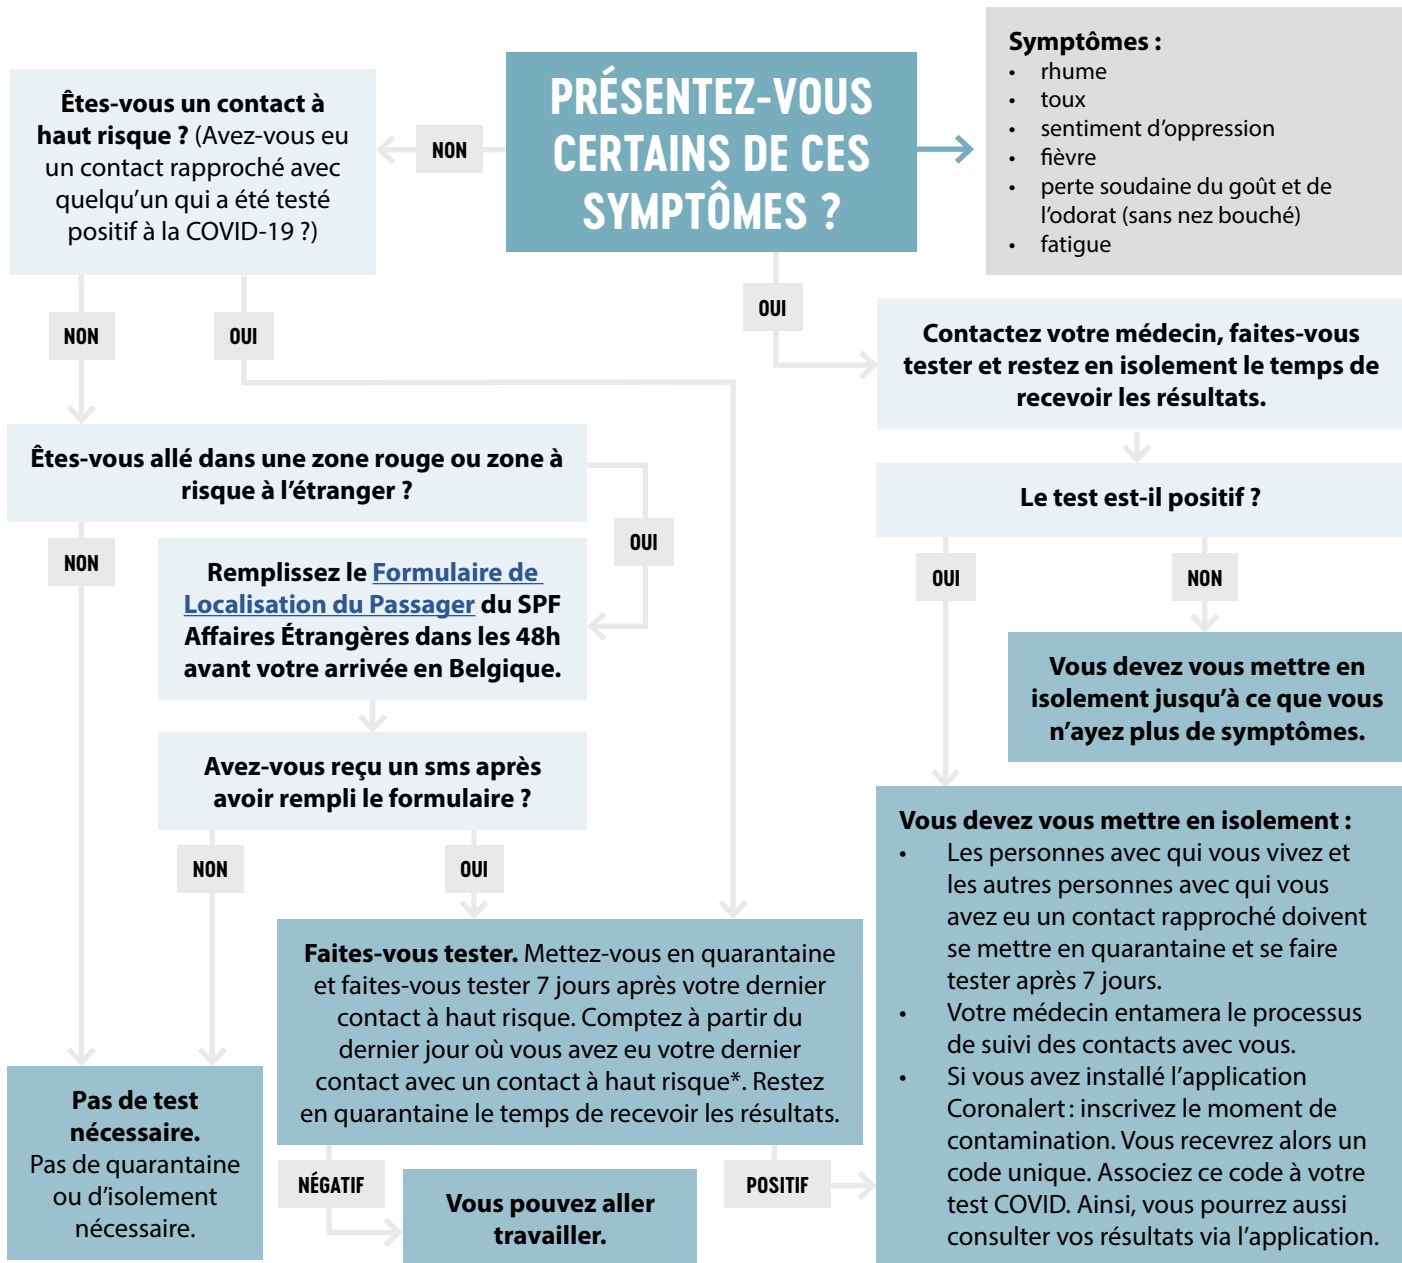 PRÉSENTEZ-VOUS
CERTAINS DE CES
SYMPTÔMES ?
Symptômes :
• rhume
• toux
• sentiment d’oppression
• fièvre
• perte soudaine du goût et de
l’odorat (sans nez bouché)
• fatigue
NON
Êtes-vous un contact à
haut risque ? (Avez-vous eu
un contact rapproché avec
quelqu’un qui a été testé
positif à la COVID-19 ?)
OUI
Contactez votre médecin, faites-vous
tester et restez en isolement le temps de
recevoir les résultats.
NON
OUI
Êtes-vous allé dans une zone rouge ou zone à
risque à l’étranger ?
Le test est-il positif ?
NON
OUI
Remplissez le Formulaire de
Localisation du Passager du SPF
Affaires Étrangères dans les 48h
avant votre arrivée en Belgique.
OUI
NON
Vous devez vous mettre en
isolement jusqu’à ce que vous
n’ayez plus de symptômes.
Avez-vous reçu un sms après
avoir rempli le formulaire ?
NON
OUI
Vous devez vous mettre en isolement :
• Les personnes avec qui vous vivez et
les autres personnes avec qui vous
avez eu un contact rapproché doivent
se mettre en quarantaine et se faire
tester après 7 jours.
• Votre médecin entamera le processus
de suivi des contacts avec vous.
• Si vous avez installé l’application
Coronalert : inscrivez le moment de
contamination. Vous recevrez alors un
code unique. Associez ce code à votre
test COVID. Ainsi, vous pourrez aussi
consulter vos résultats via l’application.
Faites-vous tester. Mettez-vous en quarantaine
et faites-vous tester 7 jours après votre dernier
contact à haut risque. Comptez à partir du
dernier jour où vous avez eu votre dernier
contact avec un contact à haut risque*. Restez
en quarantaine le temps de recevoir les résultats.
Pas de test
nécessaire.
Pas de quarantaine
ou d’isolement
nécessaire.
NÉGATIF
Vous pouvez aller
travailler.
POSITIF